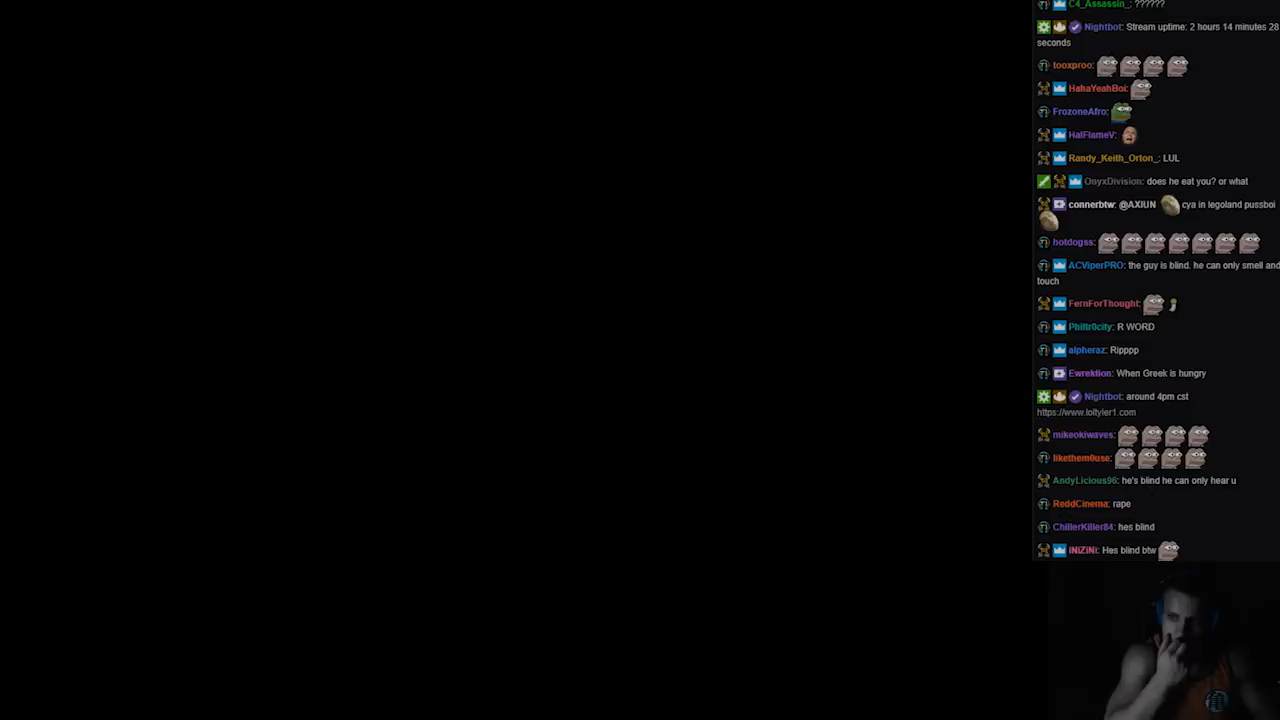 C4_Assassin_: ??????
Nightbot: Stream uptime: 2 hours 14 minutes 28
seconds
tooxproo:
HahaYeahBoi:
FrozoneAfro:
HalFlameV:
Randy_Keith_Orton_: LUL
OnyxDivision: does he eat you? or what
connerbtw: @AXIUN cya in legoland pussboi
hotdogss:
ACViperPRO: the guy is blind. he can only smell and
touch
FernForThought:
Philtr0city: R WORD
alpheraz: Ripppp
Ewrektion: When Greek is hungry
Nightbot: around 4pm cst
https://www.loltyler1.com
mikeokiwaves:
likethem0use:
AndyLicious96: he's blind he can only hear u
ReddCinema: rape
ChillerKiller84: hes blind
iNiZiNi: Hes blind btw